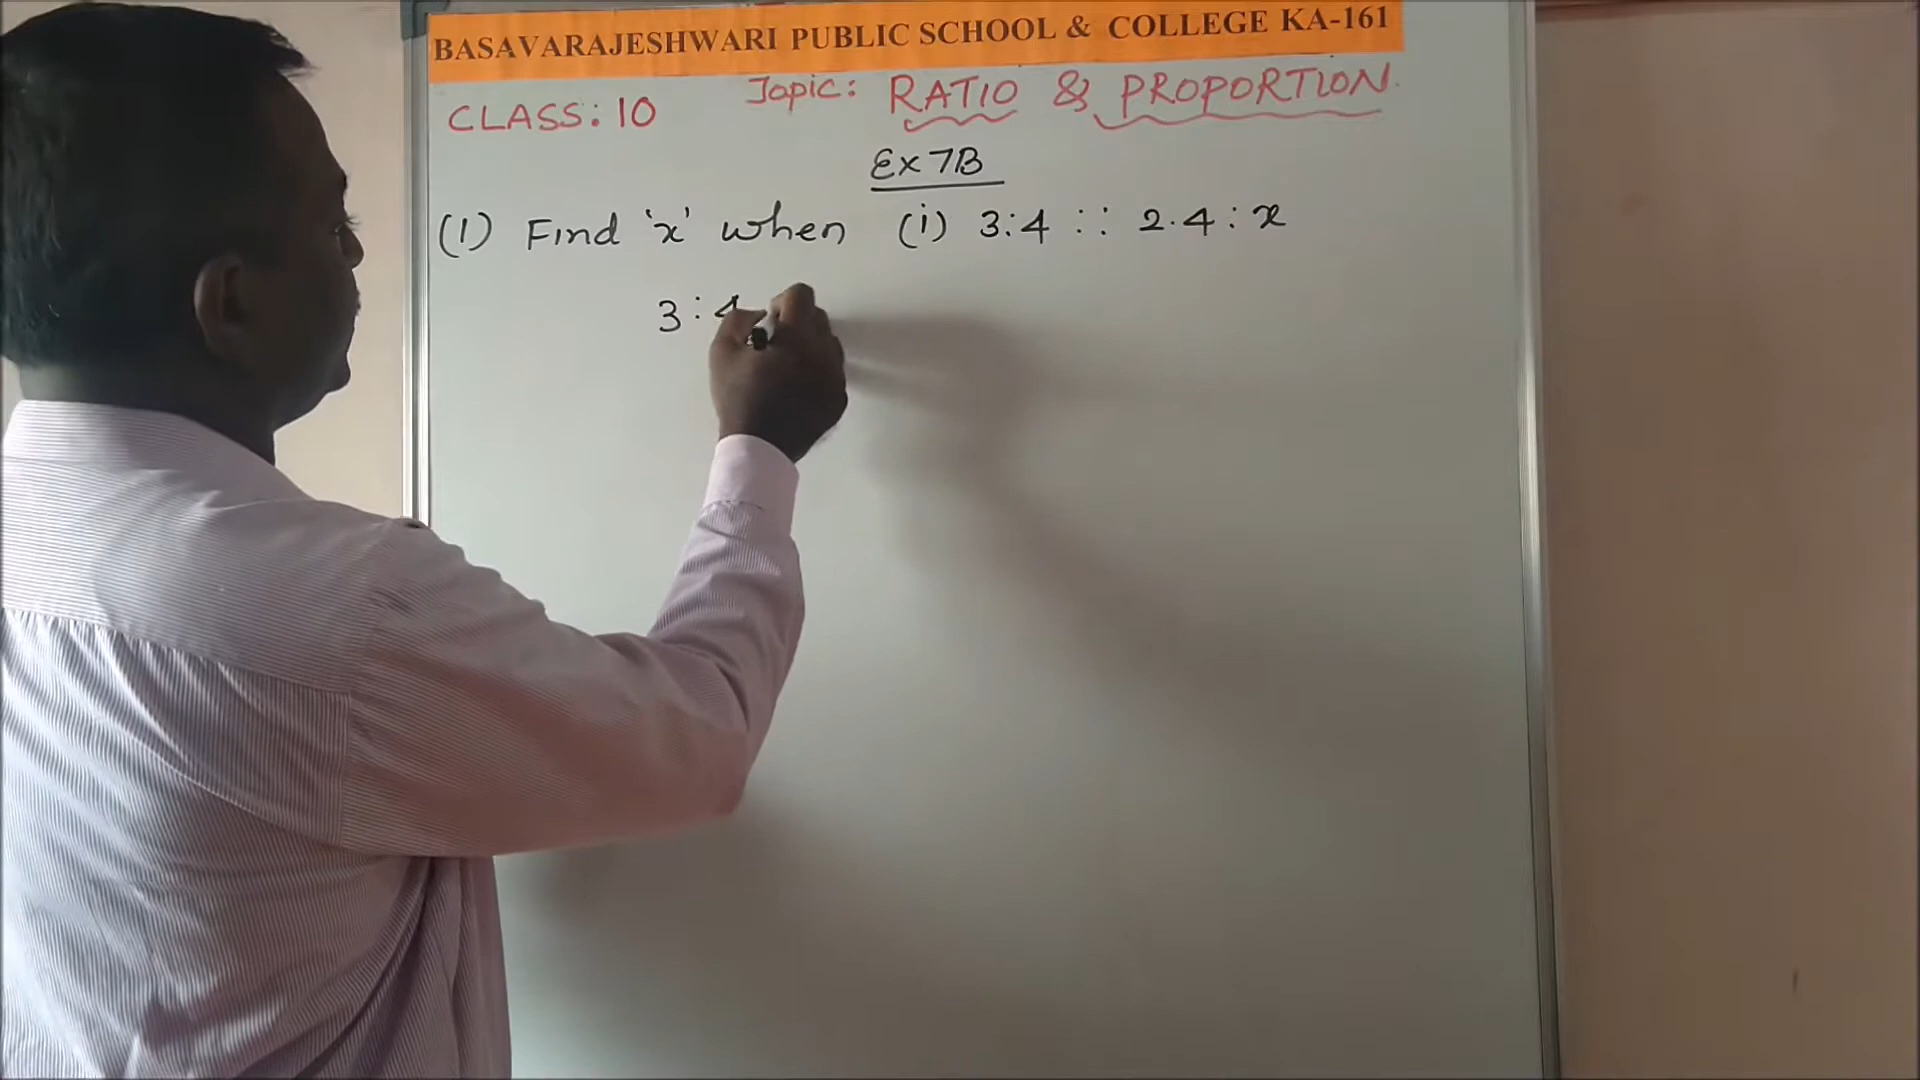 BASAVARAJESHWARI PUBLIC SCHOOL & COLLEGE KA-161
CLASS: 10 Topic: RATIO & PROPORTION.
Ex 7B
(1) Find 'x' when (i) 3:4 :: 2.4 : x
3:4